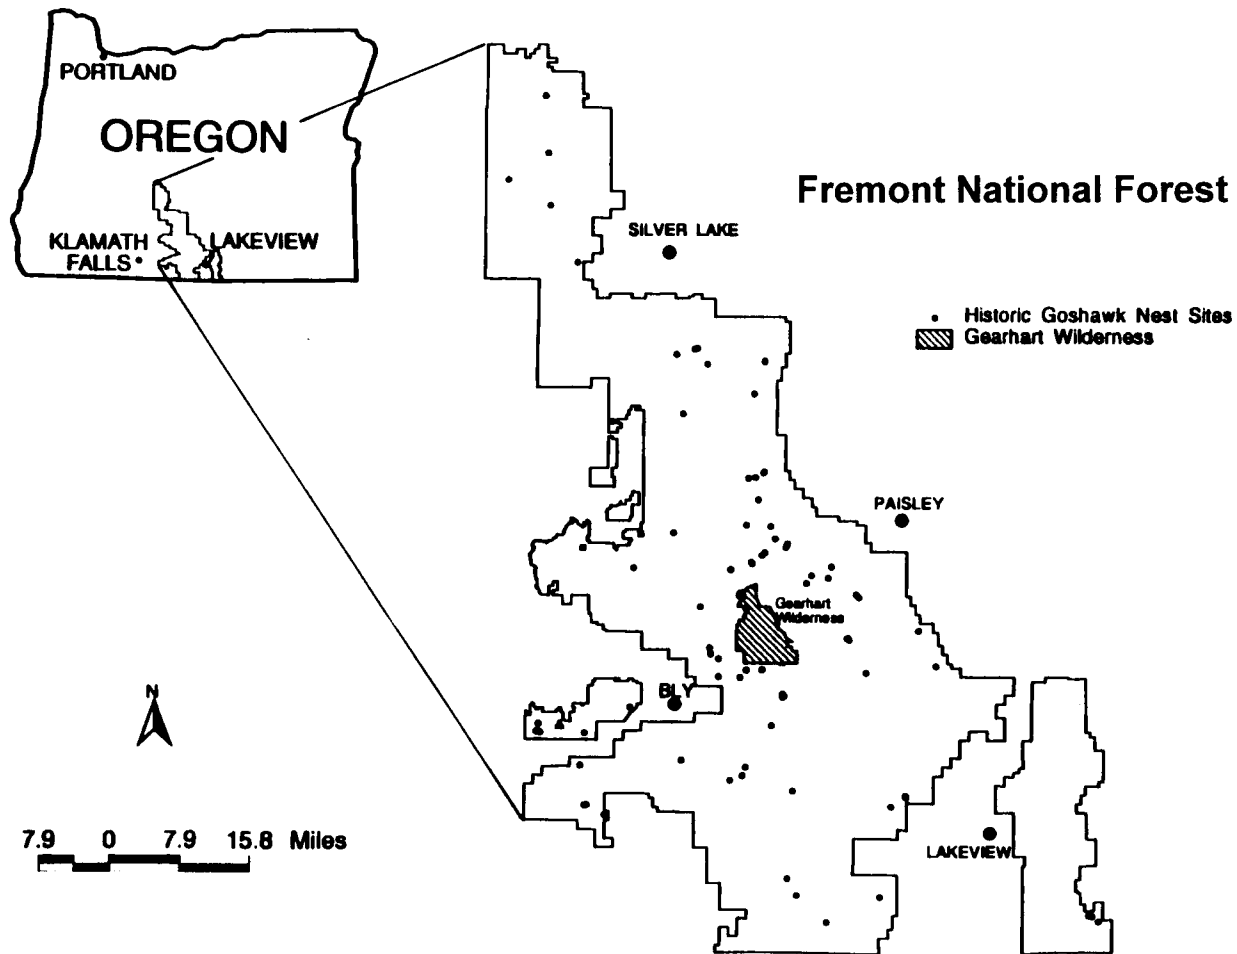 PORTLAND
OREGON
KLAMATH
FALLS
LAKEVIEW
Fremont National Forest
SILVER LAKE
Historic Goshawk Nest Sites
Gearhart Wilderness
PAISLEY
Gearhart
Wilderness
BLY
N
7.9 0 7.9 15.8 Miles
LAKEVIEW